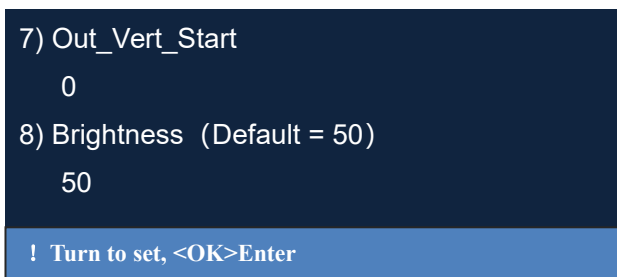 7) Out_Vert_Start
0
8) Brightness (Default = 50)
50
! Turn to set, <OK>Enter